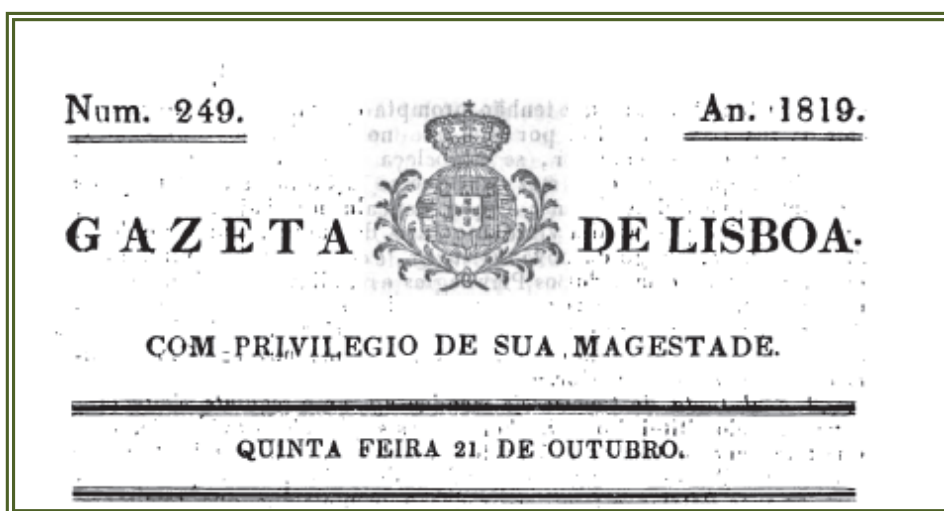 Num. 249.
An. 1819.
GAZETA DE LISBOA.
COM PRIVILEGIO DE SUA MAGESTADE.
QUINTA FEIRA 21 DE OUTUBRO.